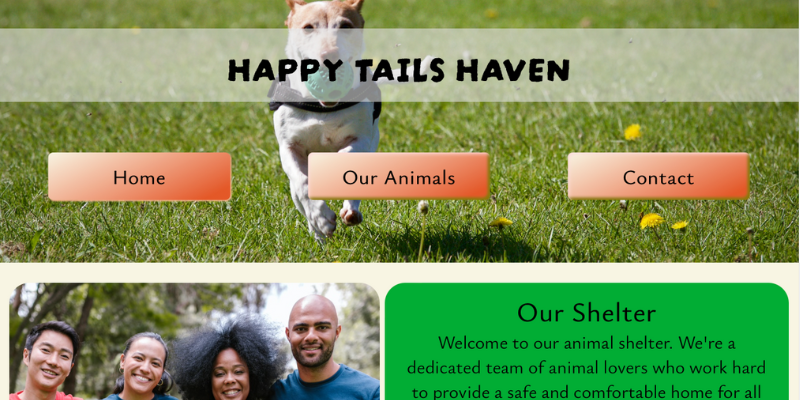 HAPPY TAILS HAVEN
Home
Our Animals
Contact
Our Shelter
Welcome to our animal shelter. We're a
dedicated team of animal lovers who work hard
to provide a safe and comfortable home for all